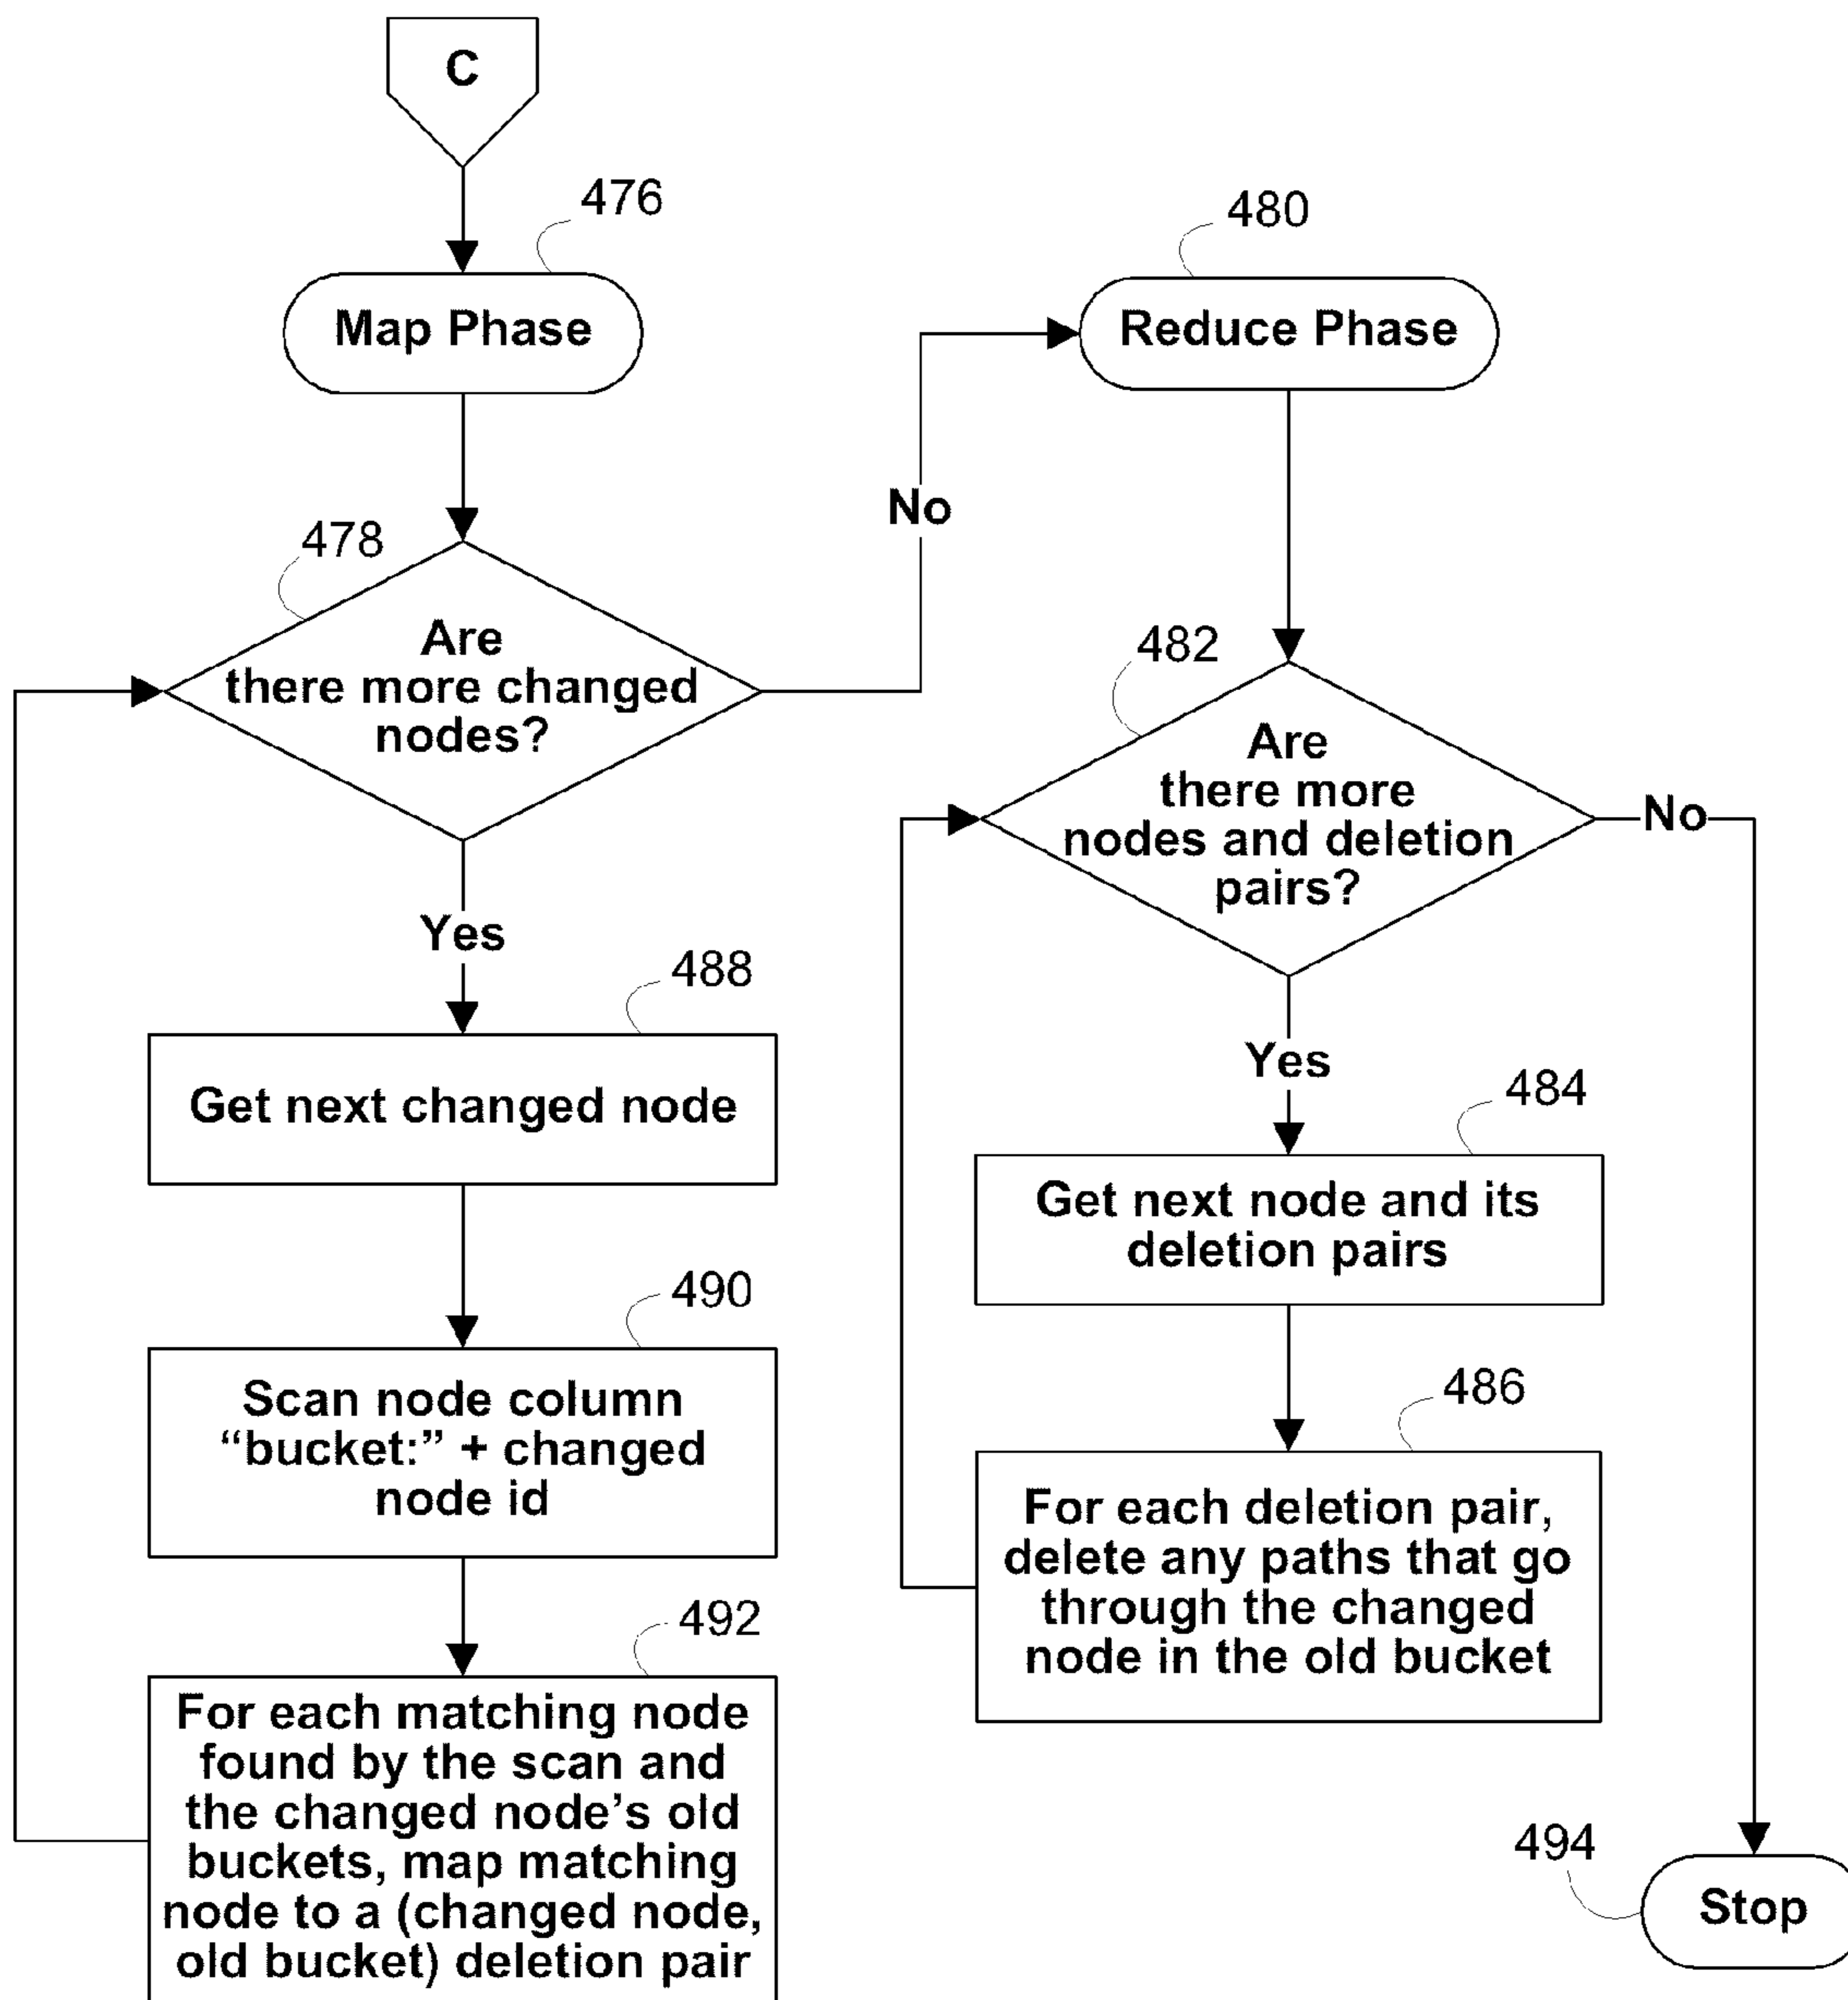 C
476
Map Phase
478
Are
there more changed
nodes?
No
Yes
488
Get next changed node
490
Scan node column
“bucket:” + changed
node id
492
For each matching node
found by the scan and
the changed node’s old
buckets, map matching
node to a (changed node,
old bucket) deletion pair
480
Reduce Phase
482
Are
there more
nodes and deletion
pairs?
No
Yes
484
Get next node and its
deletion pairs
486
For each deletion pair,
delete any paths that go
through the changed
node in the old bucket
494
Stop